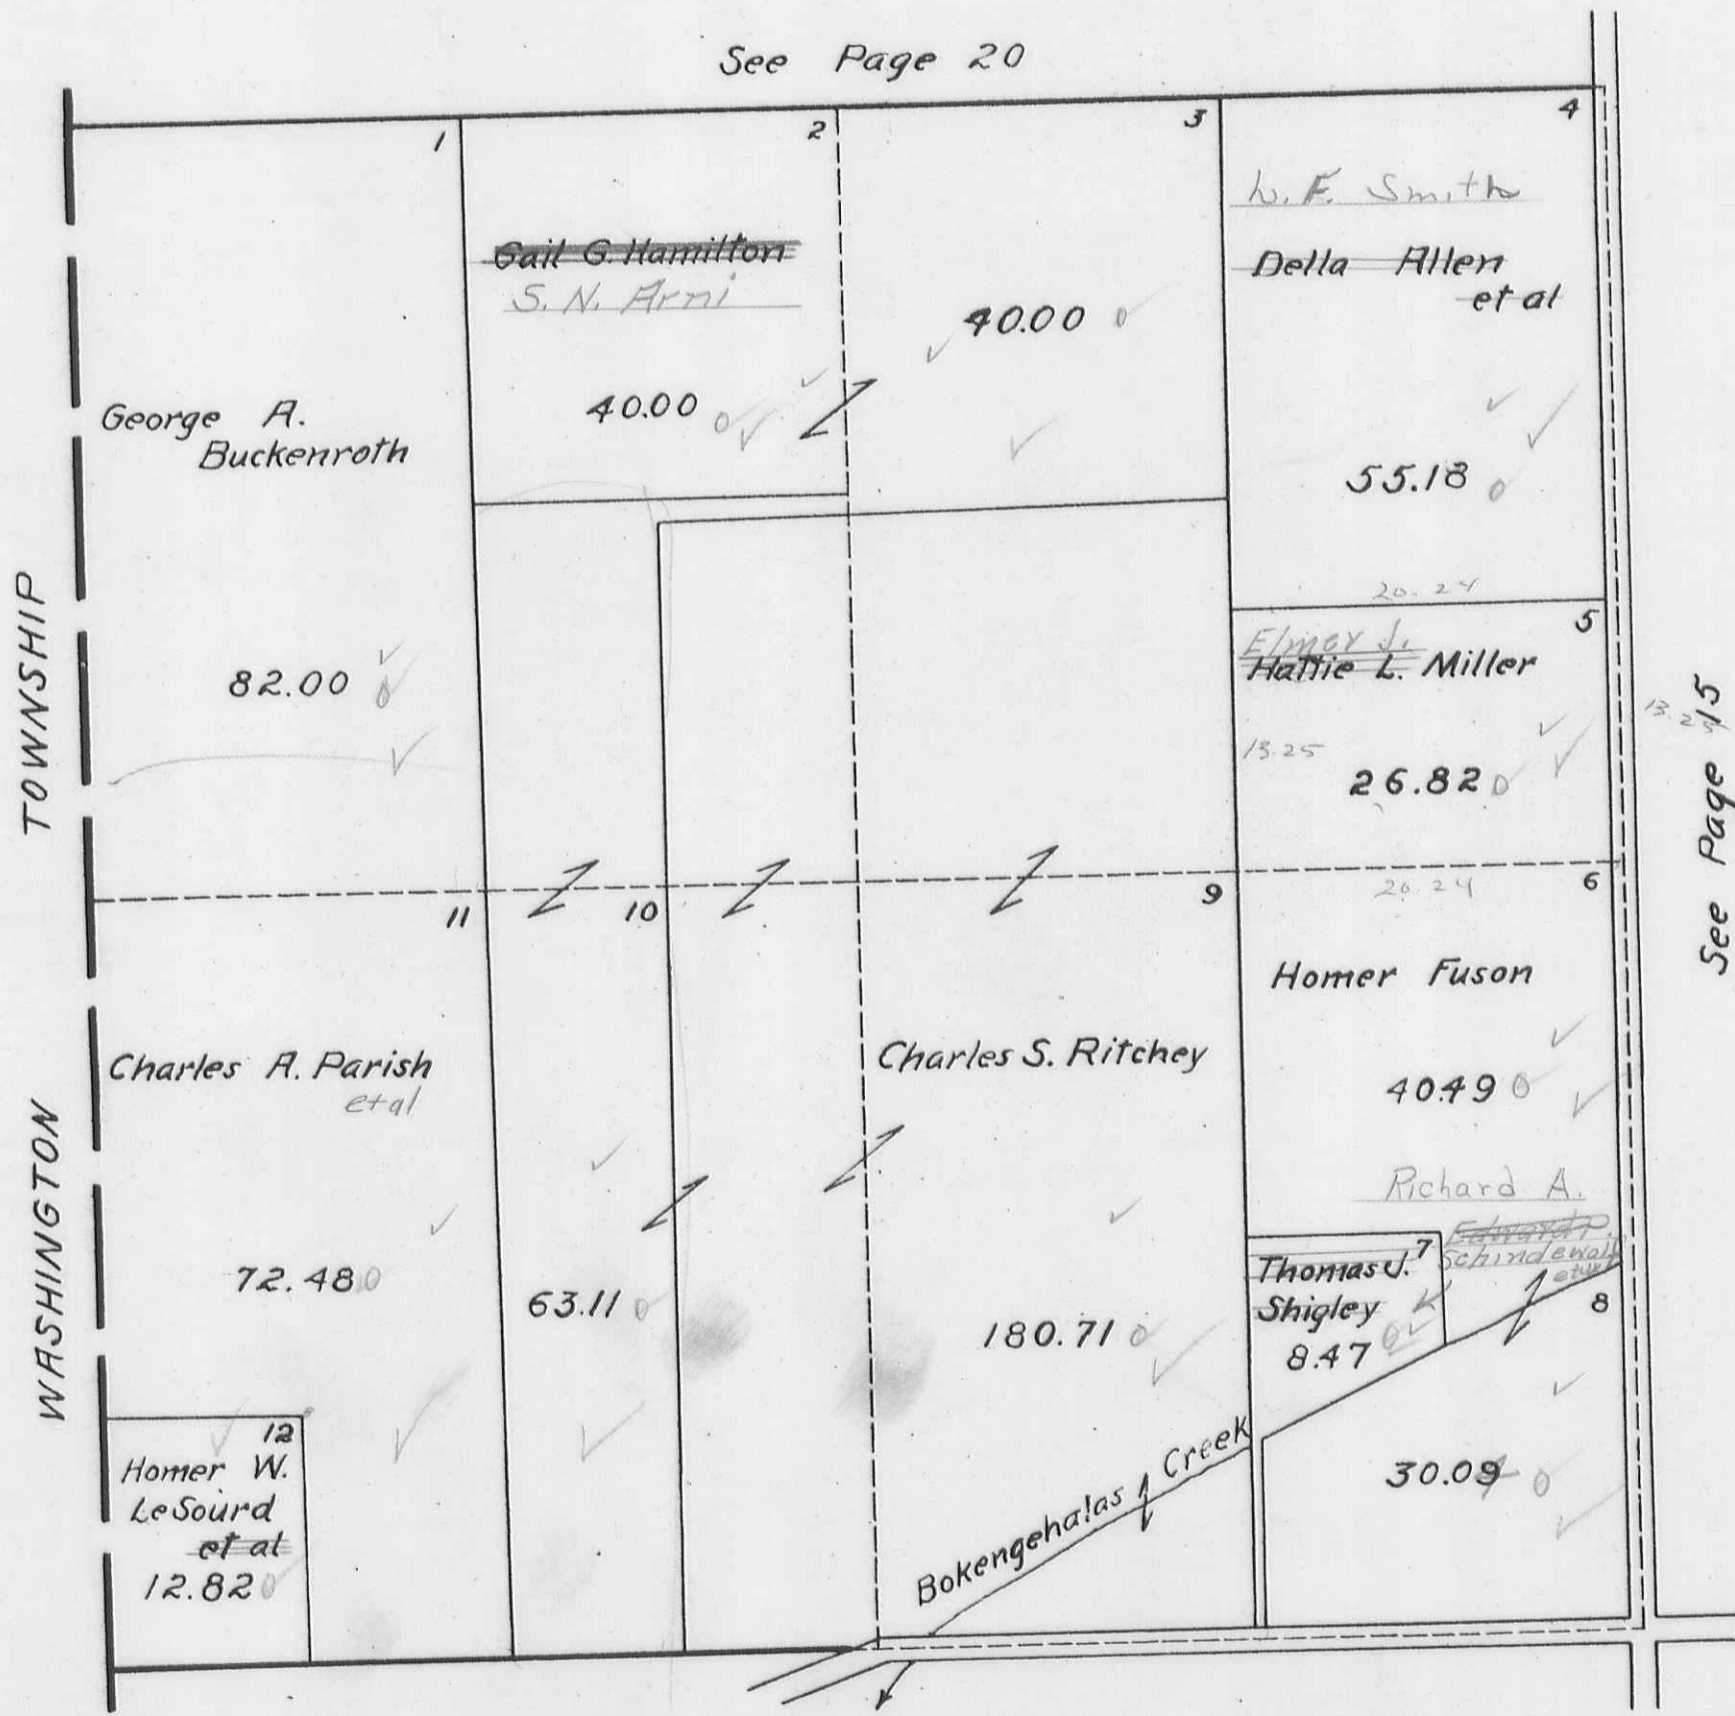 See Page 20
1
2
3
4
L. F. Smith
Gail G. Hamilton
S. N. Arni
Della Allen
et al
40.00
40.00
George A.
Buckenroth
55.18
20.24
5
Elmer J.
Hattie L. Miller
82.00
13.25
26.82
TOWNSHIP
See Page 15
13.25
11
10
9
20.24
6
Homer Fuson
Charles A. Parish
et al
Charles S. Ritchey
40.49
Richard A.
Edward P.
Schindewolf
et ux
7
Thomas J.
Shigley
8.47
8
72.48
63.11
180.71
WASHINGTON
12
Homer W.
LeSourd
et al
12.82
Bokengehalas Creek
30.09